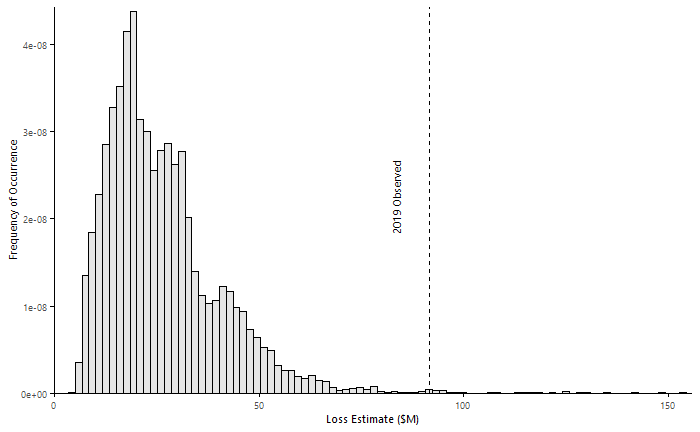 4e-08
3e-08
2e-08
1e-08
0e+00
Frequency of Occurrence
2019 Observed
0
50
100
150
Loss Estimate ($M)